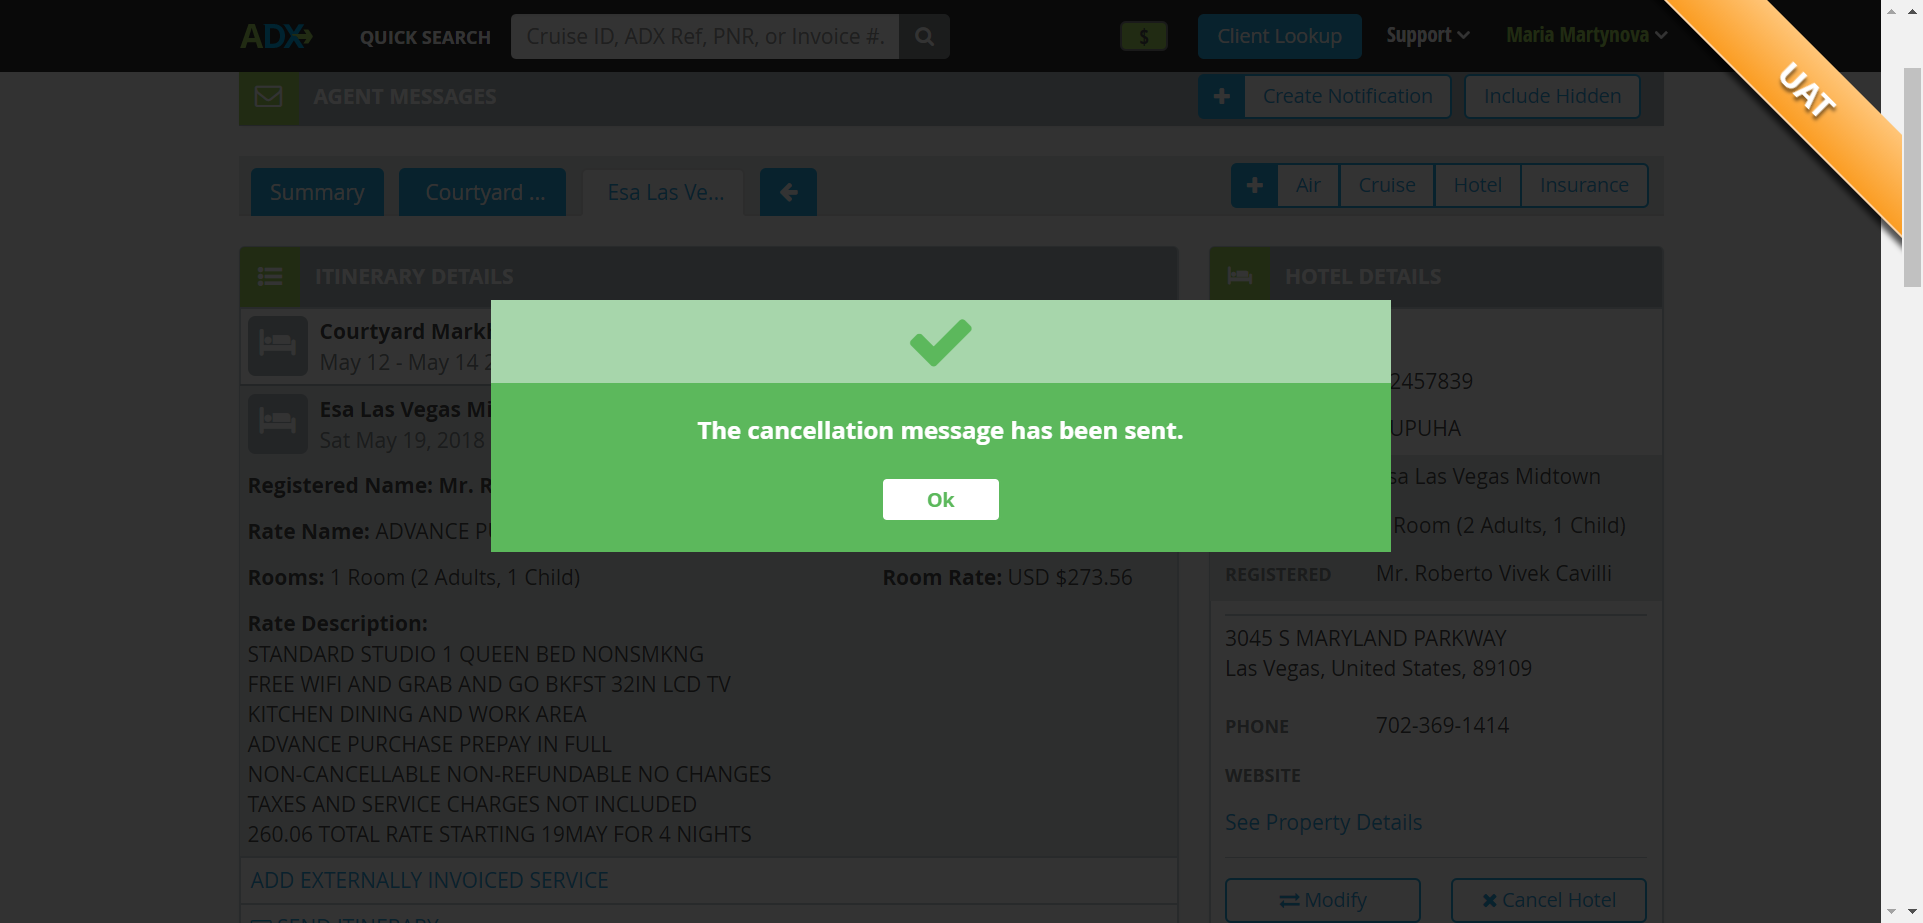 ADX
QUICK SEARCH
Cruise ID, ADX Ref, PNR, or Invoice #.
$
Client Lookup
Support
Maria Martynova
UAT
AGENT MESSAGES
Create Notification
Include Hidden
Summary
Courtyard ...
Esa Las Ve...
Air
Cruise
Hotel
Insurance
ITINERARY DETAILS
HOTEL DETAILS
May 12 - May 14
Esa Las Vegas
Sat May 19, 2018
Registered Name: Mr.
Rate Name: ADVANCE
Rooms: 1 Room (2 Adults, 1 Child)
Room Rate: USD $273.56
Rate Description:
STANDARD STUDIO 1 QUEEN BED NONSMKNG
FREE WIFI AND GRAB AND GO BKFST 32IN LCD TV
KITCHEN DINING AND WORK AREA
ADVANCE PURCHASE PREPAY IN FULL
NON-CANCELLABLE NON-REFUNDABLE NO CHANGES
TAXES AND SERVICE CHARGES NOT INCLUDED
260.06 TOTAL RATE STARTING 19MAY FOR 4 NIGHTS
ADD EXTERNALLY INVOICED SERVICE
SEND ITINERARY
The cancellation message has been sent.
Ok
2457839
UPUHA
sa Las Vegas Midtown
Room (2 Adults, 1 Child)
REGISTERED Mr. Roberto Vivek Cavilli
3045 S MARYLAND PARKWAY
Las Vegas, United States, 89109
PHONE 702-369-1414
WEBSITE
See Property Details
Modify
Cancel Hotel